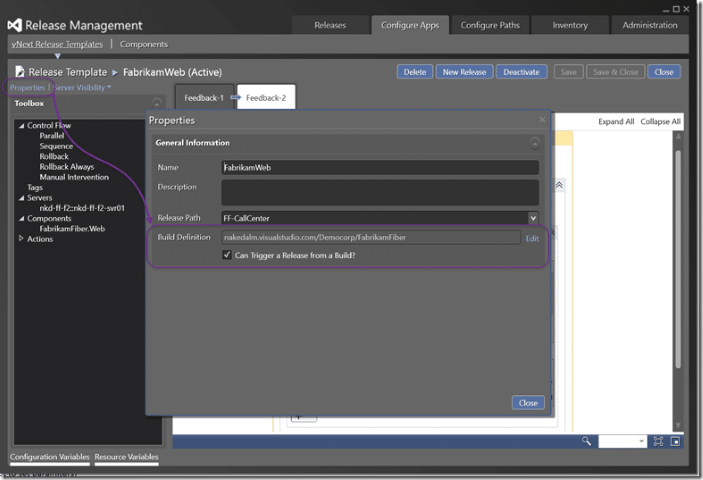 Release Management
Releases
Configure Apps
Configure Paths
Inventory
Administration
vNext Release Templates | Components
Release Template ▸ FabrikamWeb (Active)
Delete
New Release
Deactivate
Save
Save & Close
Close
Properties | Server Visibility
Toolbox
Feedback-1
Feedback-2
Expand All
Collapse All
Control Flow
Parallel
Sequence
Rollback
Rollback Always
Manual Intervention
Tags
Servers
nkd-ff-f2::nkd-ff-f2-svr01
Components
FabrikamFiber.Web
Actions
Properties
General Information
Name
FabrikamWeb
Description
Release Path
FF-CallCenter
Build Definition
nakedalm.visualstudio.com/Democorp/FabrikamFiber
Edit
Can Trigger a Release from a Build?
Close
Configuration Variables
Resource Variables